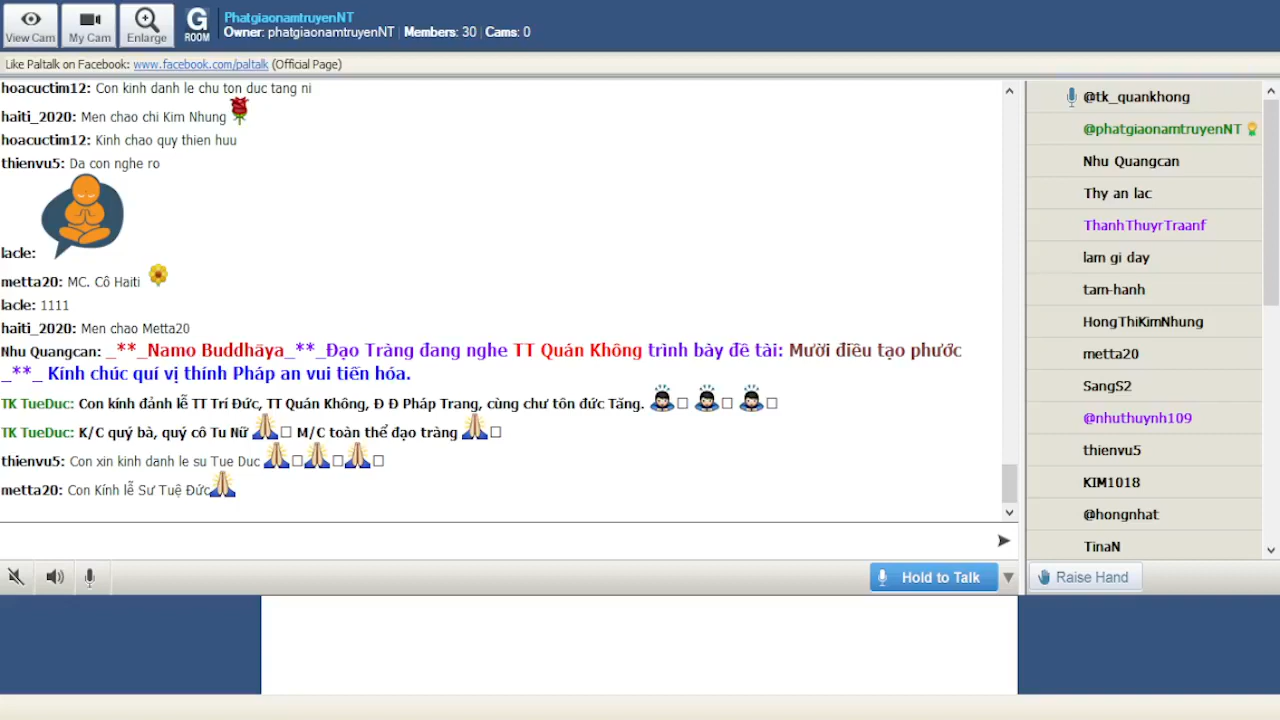 View Cam
My Cam
Enlarge
G
ROOM
PhatgiaonamtruyenNT
Owner: phatgiaonamtruyenNT | Members: 30 | Cams: 0
Like Paltalk on Facebook: www.facebook.com/paltalk (Official Page)
hoacuctim12: Con kinh danh le chu ton duc tang ni
haiti_2020: Men chao chi Kim Nhung
hoacuctim12: Kinh chao quy thien huu
thienvu5: Da con nghe ro
lacle:
metta20: MC. Cô Haiti
lacle: 1111
haiti_2020: Men chao Metta20
Nhu Quangcan: _**_Namo Buddhāya_**_Đạo Tràng đang nghe TT Quán Không trình bày đề tài: Mười điều tạo phước
_**_ Kính chúc quí vị thính Pháp an vui tiến hóa.
TK TueDuc: Con kính đảnh lễ TT Trí Đức, TT Quán Không, Đ Đ Pháp Trang, cùng chư tôn đức Tăng.
TK TueDuc: K/C quý bà, quý cô Tu Nữ M/C toàn thể đạo tràng
thienvu5: Con xin kinh danh le su Tue Duc
metta20: Con Kính lễ Sư Tuệ Đức
Hold to Talk
@tk_quankhong
@phatgiaonamtruyenNT
Nhu Quangcan
Thy an lac
ThanhThuyrTraanf
lam gi day
tam-hanh
HongThiKimNhung
metta20
SangS2
@nhuthuynh109
thienvu5
KIM1018
@hongnhat
TinaN
Raise Hand